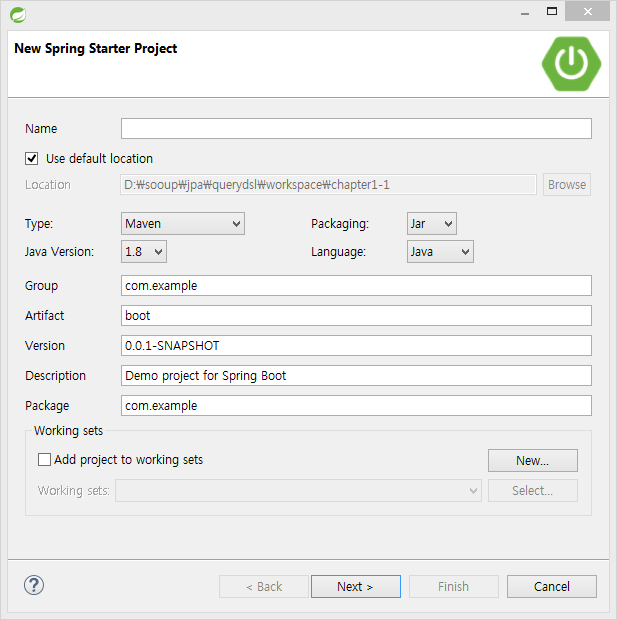 New Spring Starter Project
Name
Use default location
Location D:₩sooup₩jpa₩querydsl₩workspace₩chapter1-1 Browse
Type: Maven Packaging: Jar
Java Version: 1.8 Language: Java
Group com.example
Artifact boot
Version 0.0.1-SNAPSHOT
Description Demo project for Spring Boot
Package com.example
Working sets
Add project to working sets New...
Working sets: Select...
? < Back Next > Finish Cancel